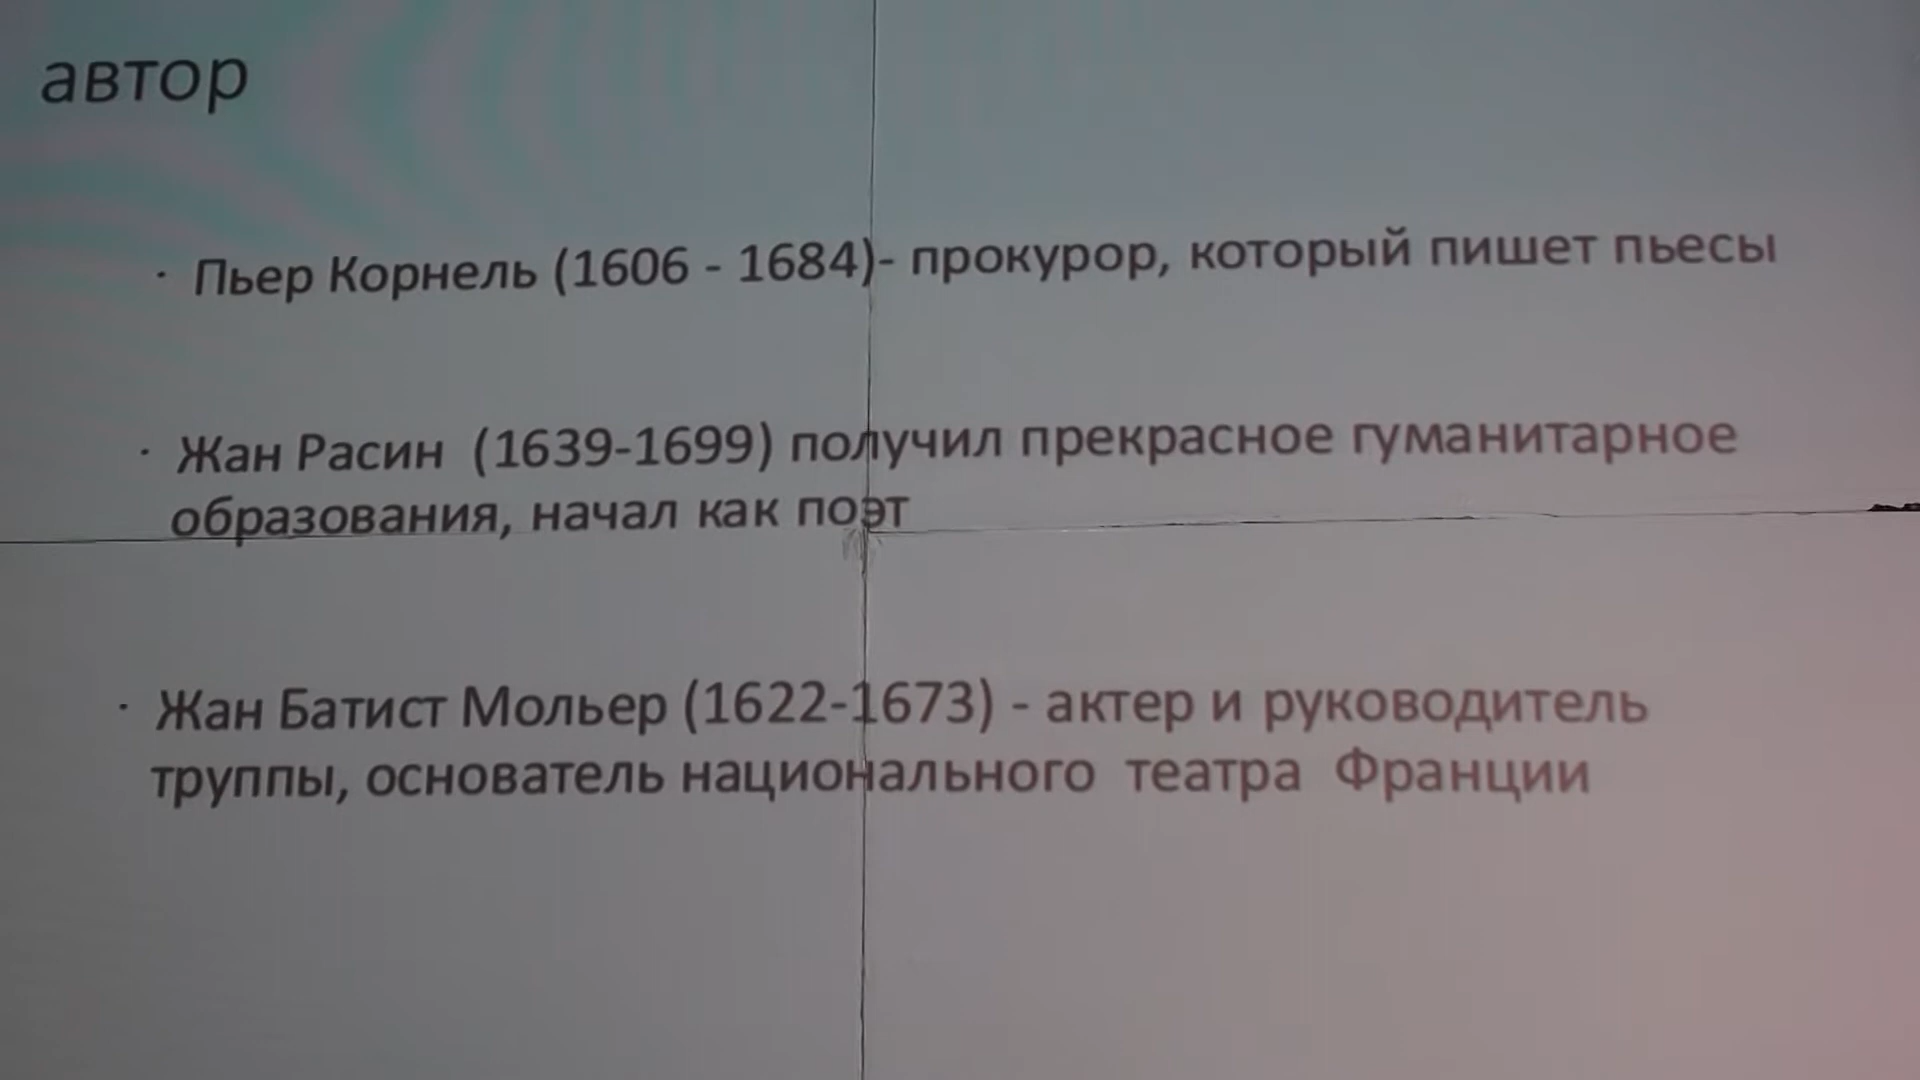 автор
· Пьер Корнель (1606 - 1684)- прокурор, который пишет пьесы
· Жан Расин (1639-1699) получил прекрасное гуманитарное
образования, начал как поэт
· Жан Батист Мольер (1622-1673) - актер и руководитель
труппы, основатель национального театра Франции